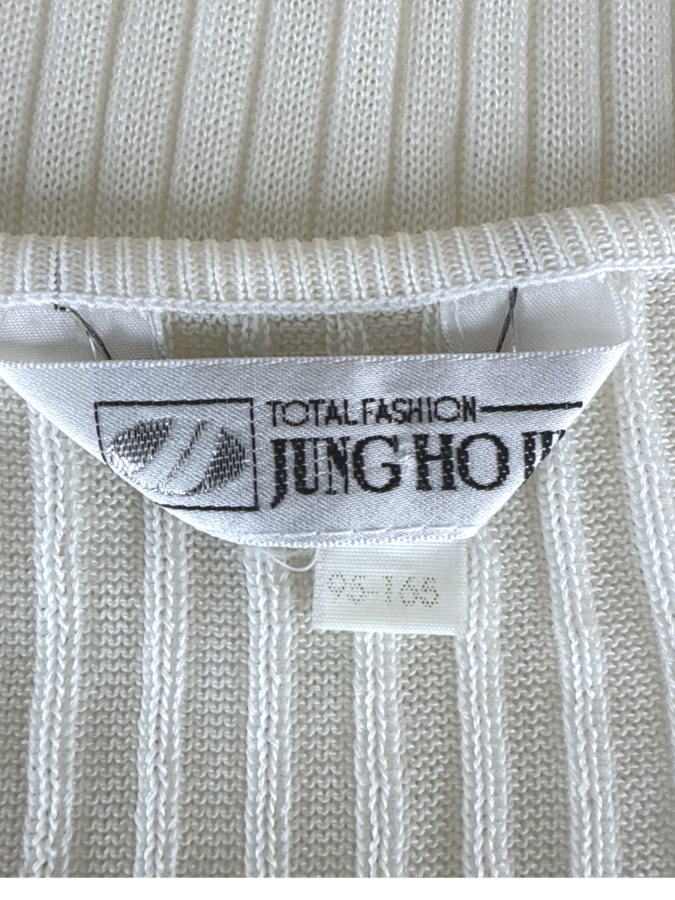 TOTAL FASHION
JUNG HO
95-165